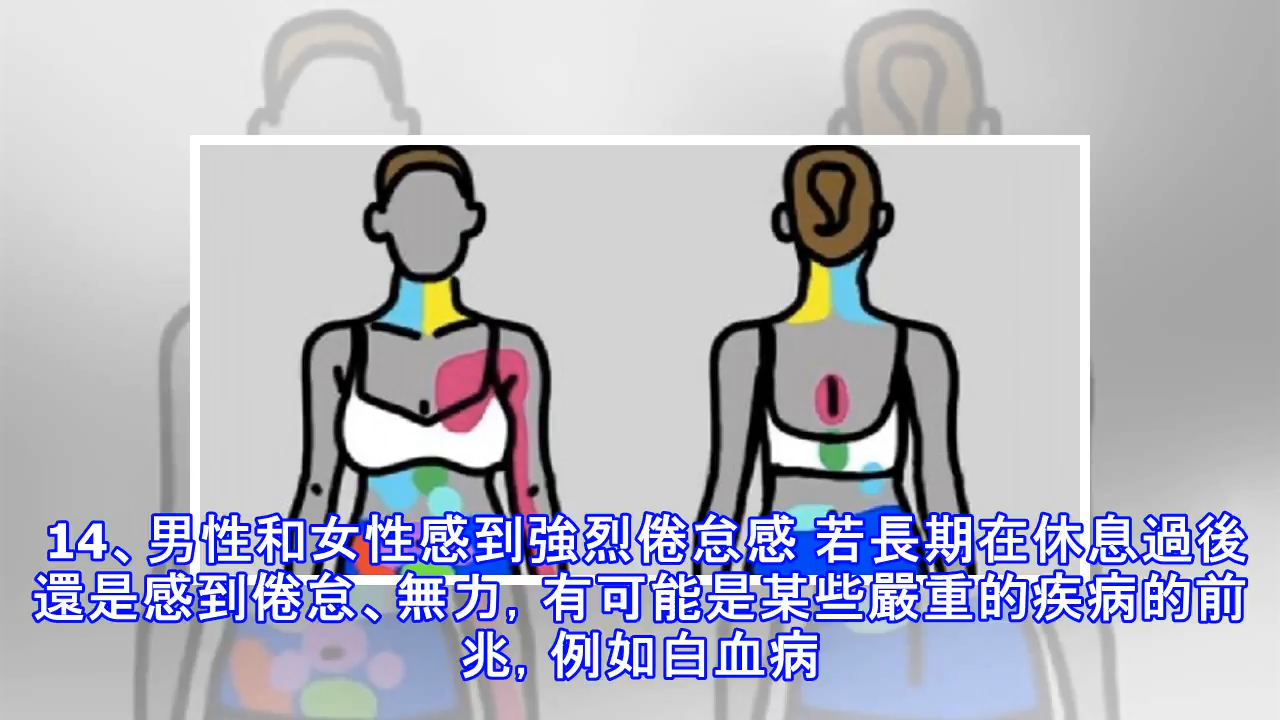 14、男性和女性感到強烈倦怠感 若長期在休息過後
還是感到倦怠、無力, 有可能是某些嚴重的疾病的前
兆, 例如白血病